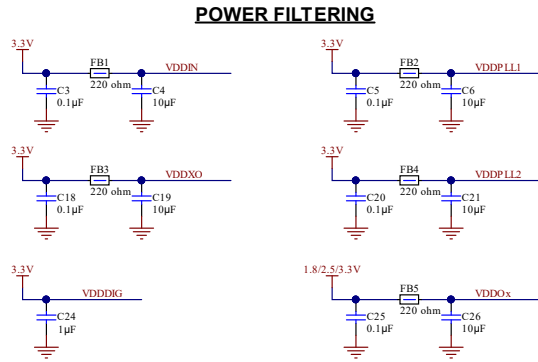 POWER FILTERING
3.3V
FB1
VDDIN
220 ohm
C3
0.1µF
C4
10µF
3.3V
FB2
VDDPLL1
220 ohm
C5
0.1µF
C6
10µF
3.3V
FB3
VDDXO
220 ohm
C18
0.1µF
C19
10µF
3.3V
FB4
VDDPLL2
220 ohm
C20
0.1µF
C21
10µF
3.3V
VDDDIG
C24
1µF
1.8/2.5/3.3V
FB5
VDDOx
220 ohm
C25
0.1µF
C26
10µF